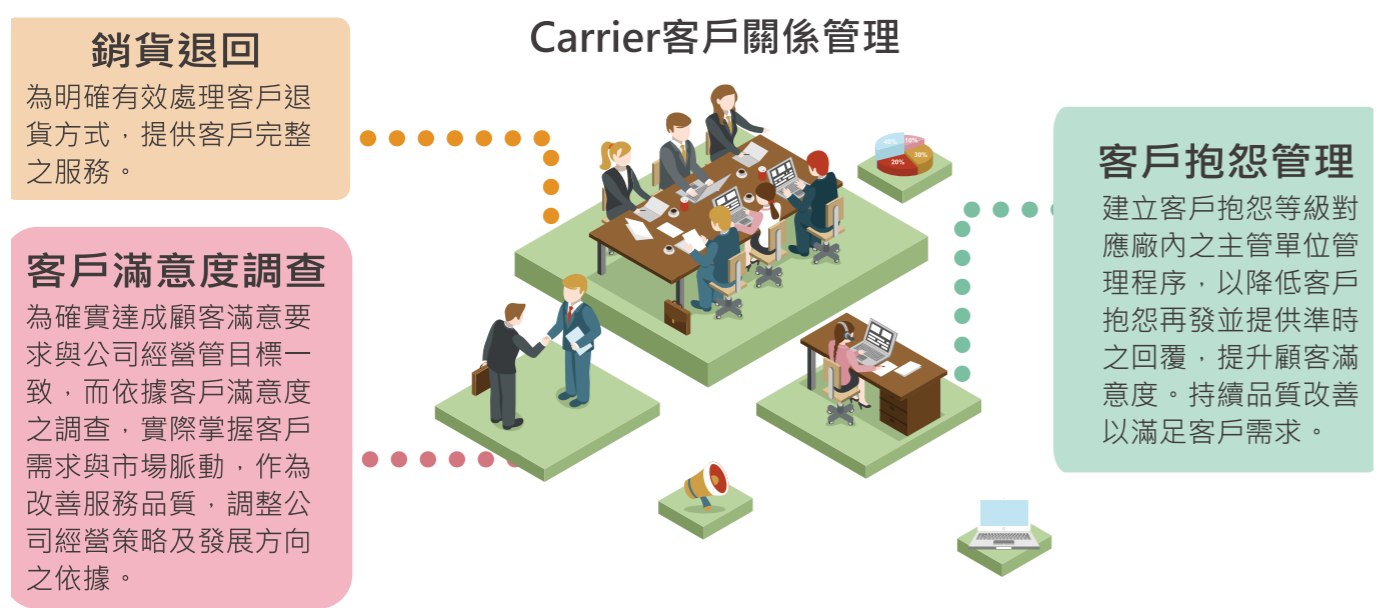 Carrier客戶關係管理
銷貨退回
為明確有效處理客戶退
貨方式，提供客戶完整
之服務。
客戶滿意度調查
為確實達成顧客滿意要
求與公司經營管目標一
致，而依據客戶滿意度
之調查，實際掌握客戶
需求與市場脈動，作為
改善服務品質，調整公
司經營策略及發展方向
之依據。
40%
10%
30%
20%
客戶抱怨管理
建立客戶抱怨等級對
應廠內之主管單位管
理程序，以降低客戶
抱怨再發並提供準時
之回覆，提升顧客滿
意度。持續品質改善
以滿足客戶需求。